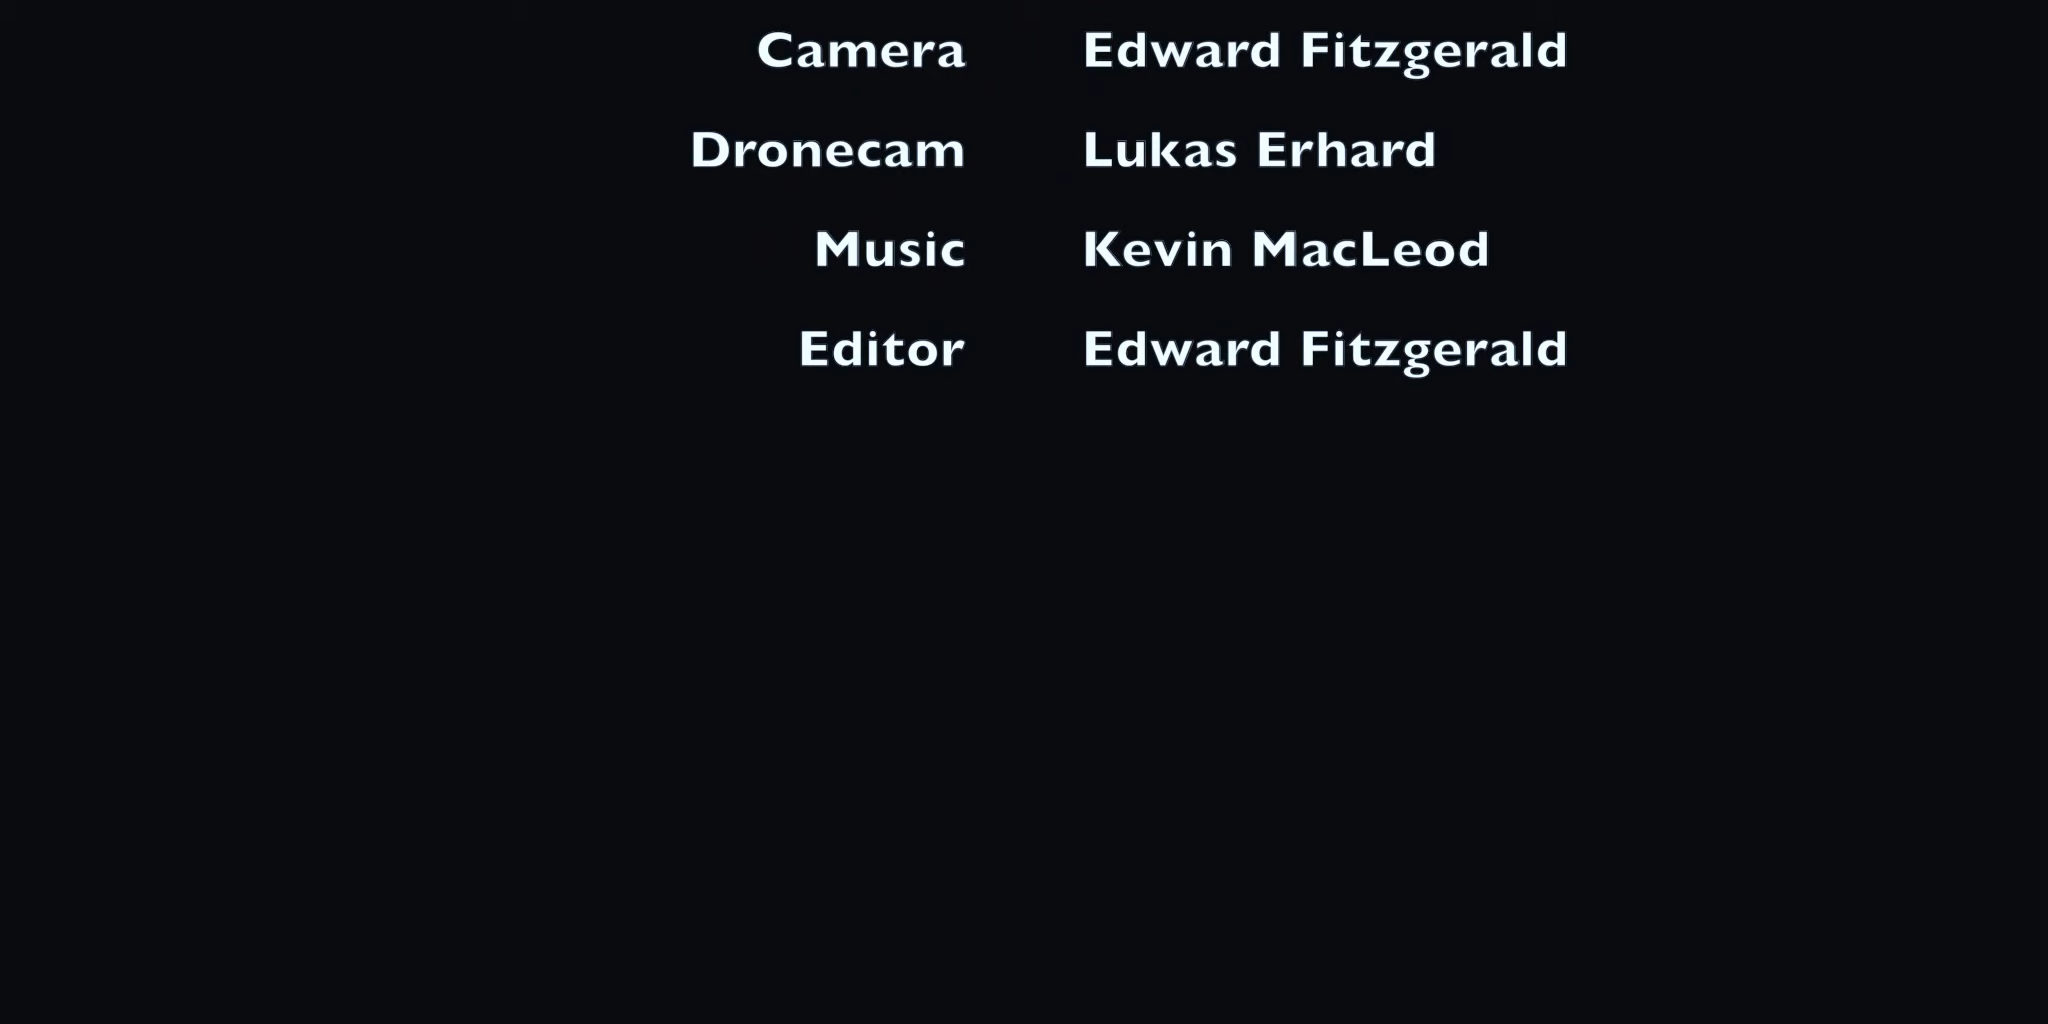 Camera Edward Fitzgerald
Dronecam Lukas Erhard
Music Kevin MacLeod
Editor Edward Fitzgerald